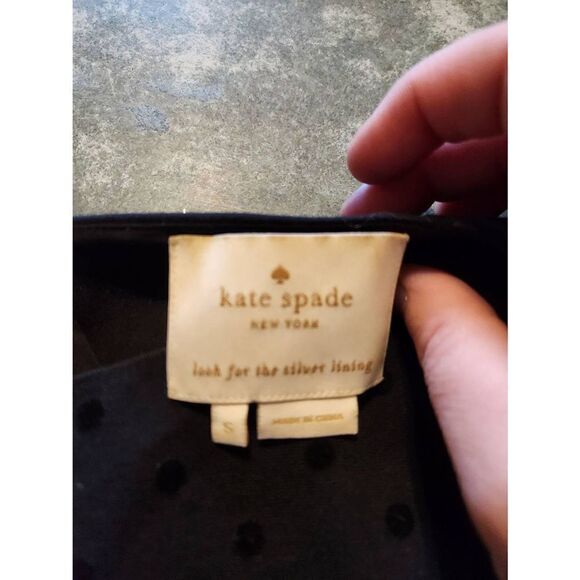 kate spade
NEW YORK
look for the silver lining
S
MADE IN CHINA